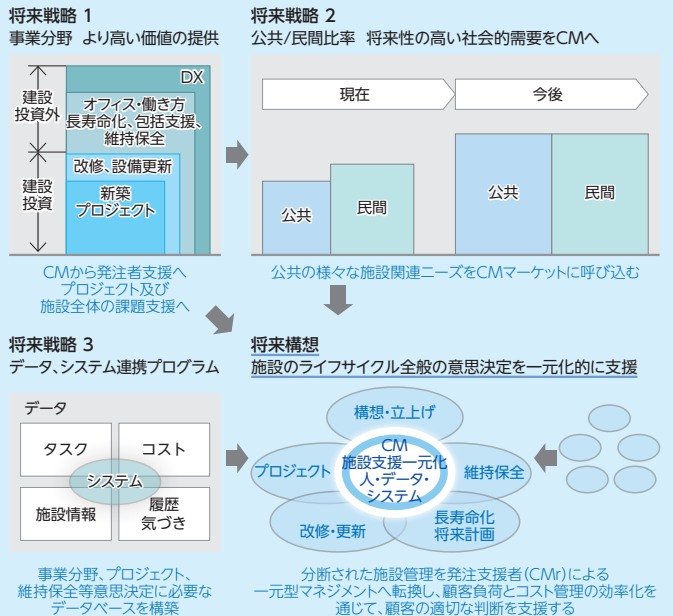 将来戦略 1
事業分野 より高い価値の提供
DX
建設
投資外
オフィス・働き方
長寿命化、包括支援、
維持保全
改修、設備更新
建設
投資
新築
プロジェクト
CMから発注者支援へ
プロジェクト及び
施設全体の課題支援へ
将来戦略 2
公共/民間比率 将来性の高い社会的需要をCMへ
現在
今後
公共
民間
公共
民間
公共の様々な施設関連ニーズをCMマーケットに呼び込む
将来戦略 3
データ、システム連携プログラム
データ
タスク
コスト
システム
施設情報
履歴
気づき
事業分野、プロジェクト、
維持保全等意思決定に必要な
データベースを構築
将来構想
施設のライフサイクル全般の意思決定を一元化的に支援
構想・立上げ
プロジェクト
CM
施設支援一元化
人・データ・
システム
維持保全
改修・更新
長寿命化
将来計画
分断された施設管理を発注支援者(CMr)による
一元型マネジメントへ転換し、顧客負荷とコスト管理の効率化を
通じて、顧客の適切な判断を支援する